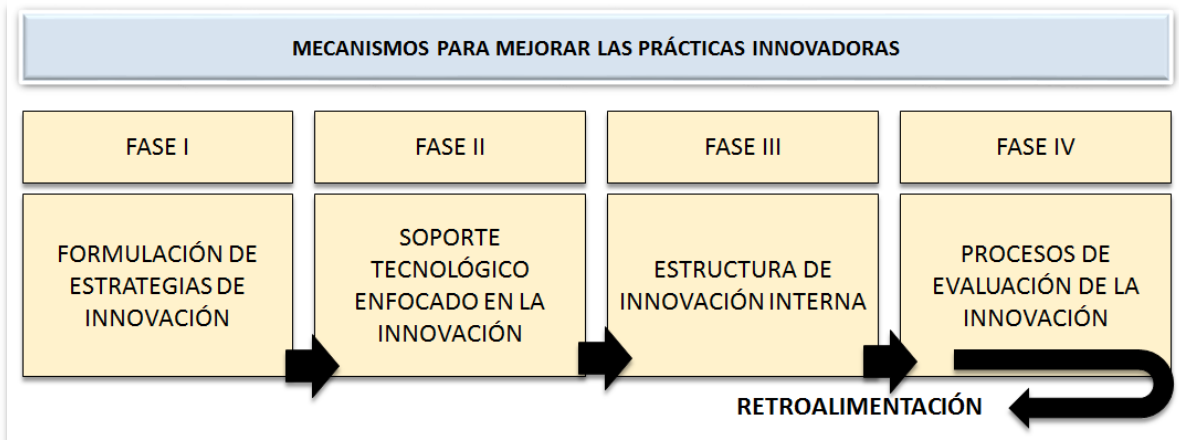 MECANISMOS PARA MEJORAR LAS PRÁCTICAS INNOVADORAS
FASE I
FASE II
FASE III
FASE IV
FORMULACIÓN DE
ESTRATEGIAS DE
INNOVACIÓN
SOPORTE
TECNOLÓGICO
ENFOCADO EN LA
INNOVACIÓN
ESTRUCTURA DE
INNOVACIÓN INTERNA
PROCESOS DE
EVALUACIÓN DE LA
INNOVACIÓN
RETROALIMENTACIÓN